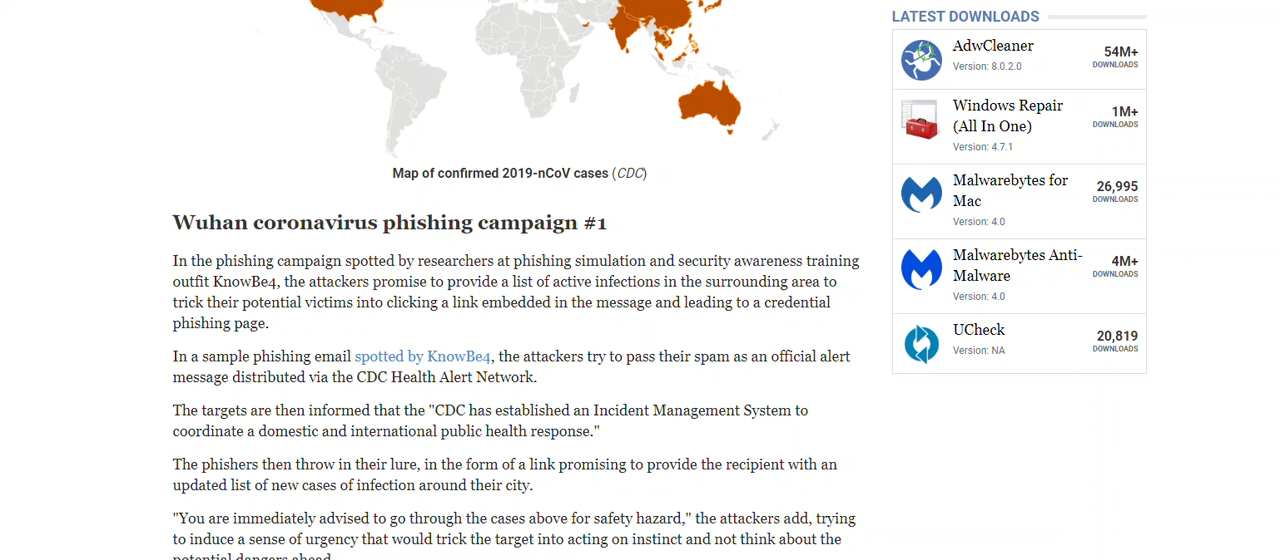 LATEST DOWNLOADS
AdwCleaner
Version: 8.0.2.0
54M+
DOWNLOADS
Windows Repair
(All In One)
Version: 4.7.1
1M+
DOWNLOADS
Malwarebytes for
Mac
Version: 4.0
26,995
DOWNLOADS
Malwarebytes Anti-
Malware
Version: 4.0
4M+
DOWNLOADS
UCheck
Version: NA
20,819
DOWNLOADS
Map of confirmed 2019-nCoV cases (CDC)
Wuhan coronavirus phishing campaign #1
In the phishing campaign spotted by researchers at phishing simulation and security awareness training
outfit KnowBe4, the attackers promise to provide a list of active infections in the surrounding area to
trick their potential victims into clicking a link embedded in the message and leading to a credential
phishing page.
In a sample phishing email spotted by KnowBe4, the attackers try to pass their spam as an official alert
message distributed via the CDC Health Alert Network.
The targets are then informed that the "CDC has established an Incident Management System to
coordinate a domestic and international public health response."
The phishers then throw in their lure, in the form of a link promising to provide the recipient with an
updated list of new cases of infection around their city.
"You are immediately advised to go through the cases above for safety hazard," the attackers add, trying
to induce a sense of urgency that would trick the target into acting on instinct and not think about the
potential dangers ahead.